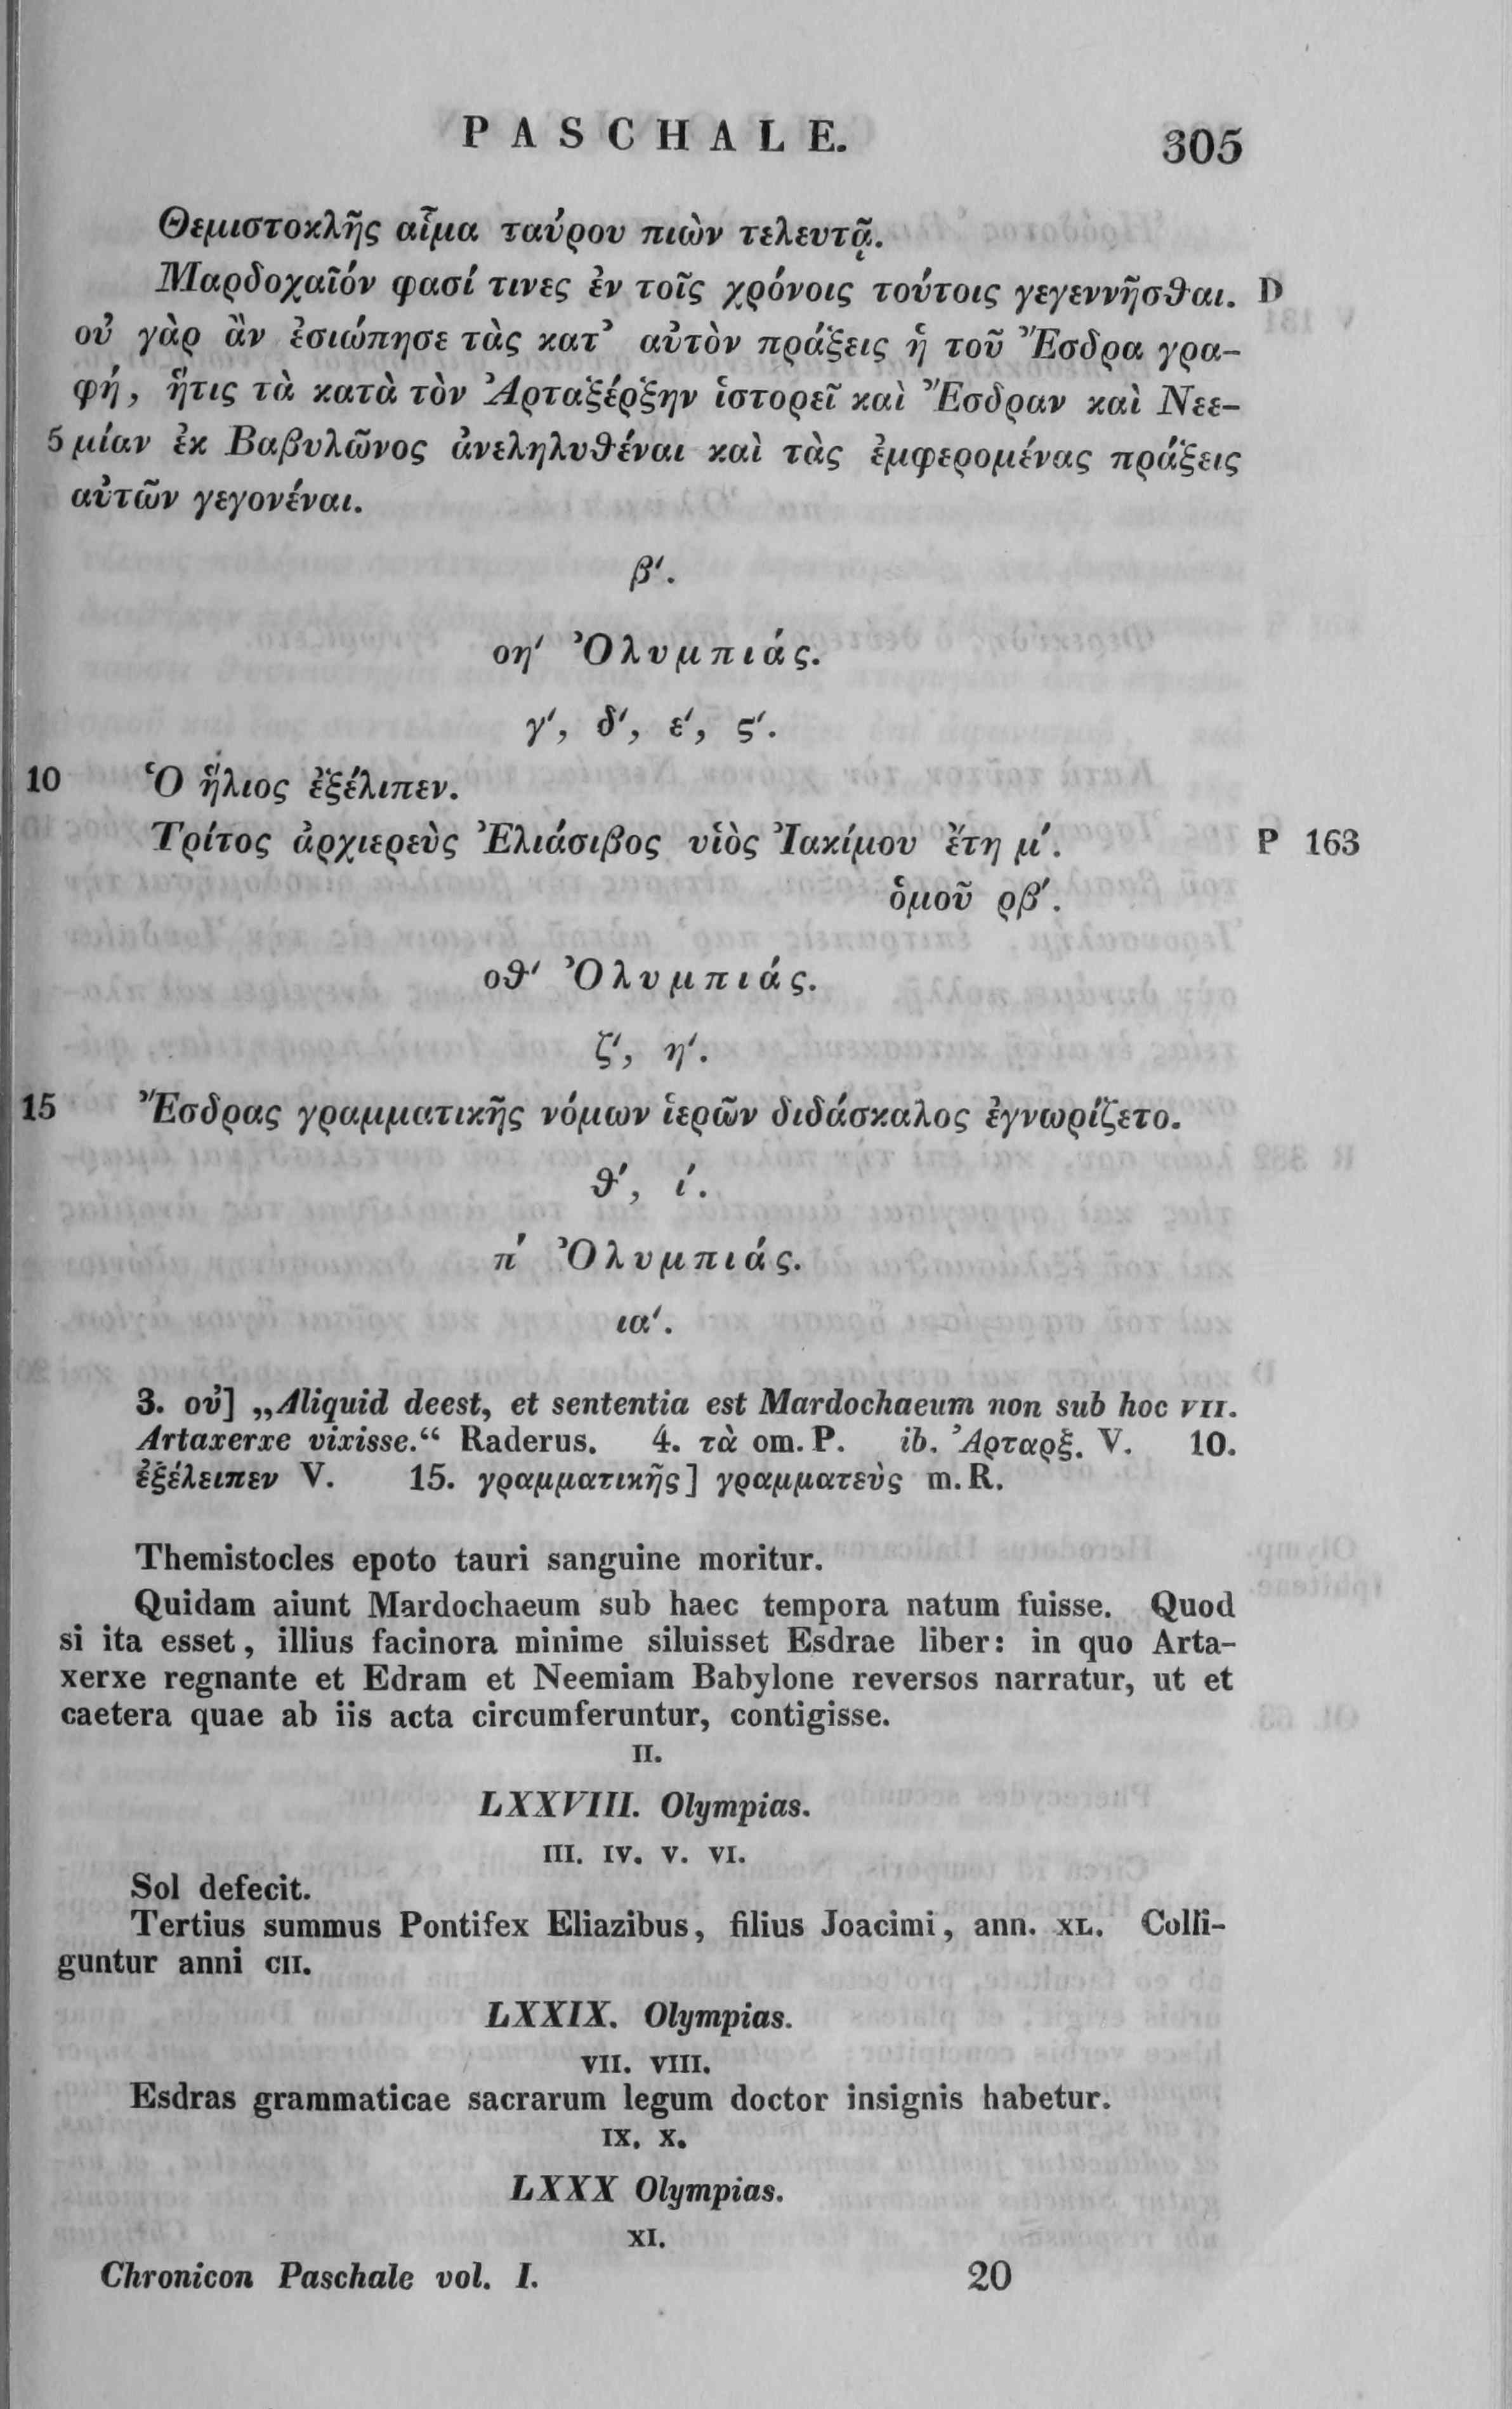 PASCHALE. 305
Θεμιστοκλῆς αἷμα ταύρου πιὼν τελευτᾷ.
Μαρδοχαῖόν φασί τινες ἐν τοῖς χρόνοις τούτοις γεγεννῆσθαι. D
οὐ γὰρ ἂν ἐσιώπησε τὰς κατ' αὐτὸν πράξεις ἡ τοῦ Ἔσδρα γρα-
φή, ἥτις τὰ κατὰ τὸν Ἀρταξέρξην ἱστορεῖ καὶ Ἔσδραν καὶ Νεε-
5 μίαν ἐκ Βαβυλῶνος ἀνεληλυθέναι καὶ τὰς ἐμφερομένας πράξεις
αὐτῶν γεγονέναι.
β′.
οη′ Ὀλυμπιάς.
γ′, δ′, ε′, ς′.
10 Ὁ ἥλιος ἐξέλιπεν.
Τρίτος ἀρχιερεὺς Ἐλιάσιβος υἱὸς Ἰακίμου ἔτη μ′. P 163
ὁμοῦ ρβ′.
οθ′ Ὀλυμπιάς.
ζ′, η′.
15 Ἔσδρας γραμματικῆς νόμων ἱερῶν διδάσκαλος ἐγνωρίζετο.
θ′, ι′.
π′ Ὀλυμπιάς.
ια′.
3. οὐ] „Aliquid deest, et sententia est Mardochaeum non sub hoc VII.
Artaxerxe vixisse.“ Raderus. 4. τὰ om. P. ib. Ἀρταρξ. V. 10.
ἐξέλειπεν V. 15. γραμματικῆς] γραμματεὺς m. R.
Themistocles epoto tauri sanguine moritur.
Quidam aiunt Mardochaeum sub haec tempora natum fuisse. Quod
si ita esset, illius facinora minime siluisset Esdrae liber: in quo Arta-
xerxe regnante et Edram et Neemiam Babylone reversos narratur, ut et
caetera quae ab iis acta circumferuntur, contigisse.
II.
LXXVIII. Olympias.
III. IV. V. VI.
Sol defecit.
Tertius summus Pontifex Eliazibus, filius Joacimi, ann. XL. Colli-
guntur anni CII.
LXXIX. Olympias.
VII. VIII.
Esdras grammaticae sacrarum legum doctor insignis habetur.
IX. X.
LXXX Olympias.
XI.
Chronicon Paschale vol. I. 20